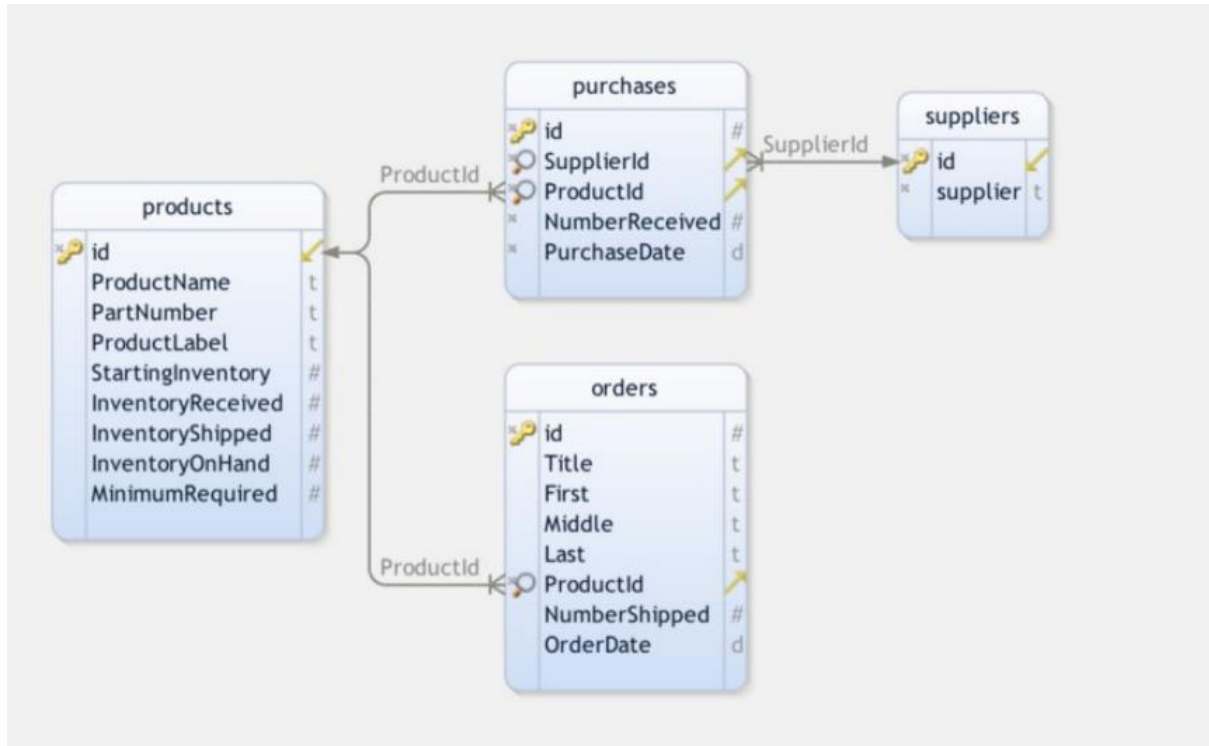 products
id
ProductName t
PartNumber t
ProductLabel t
StartingInventory #
InventoryReceived #
InventoryShipped #
InventoryOnHand #
MinimumRequired #
ProductId
ProductId
purchases
id #
SupplierId
ProductId
NumberReceived #
PurchaseDate d
SupplierId
suppliers
id
supplier t
orders
id #
Title t
First t
Middle t
Last t
ProductId
NumberShipped #
OrderDate d